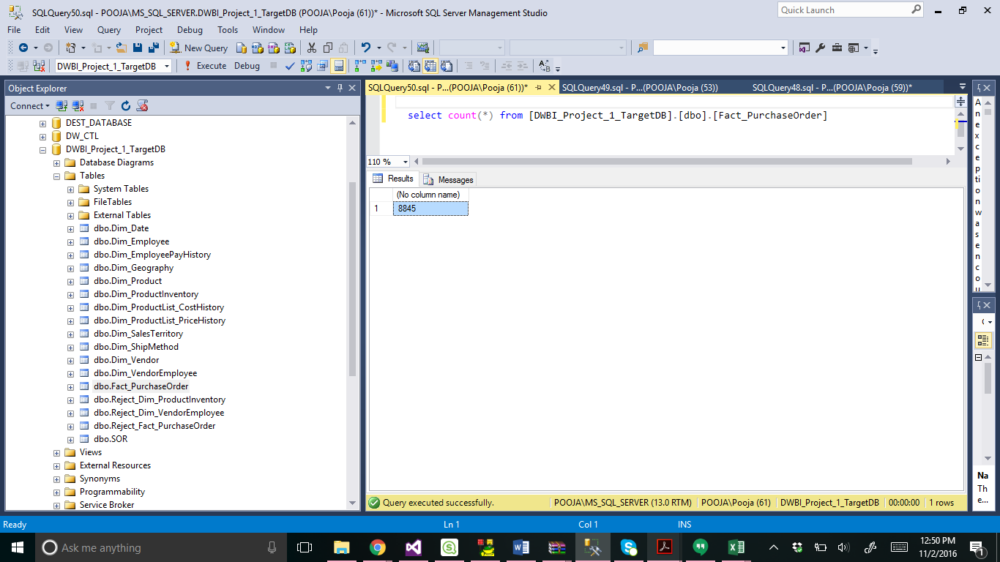 SQLQuery50.sql - POOJA\MS_SQL_SERVER.DWBI_Project_1_TargetDB (POOJA\Pooja (61))* - Microsoft SQL Server Management Studio
Quick Launch
File Edit View Query Project Debug Tools Window Help
New Query
DWBI_Project_1_TargetDB Execute Debug
Object Explorer
Connect
DEST_DATABASE
DW_CTL
DWBI_Project_1_TargetDB
Database Diagrams
Tables
System Tables
FileTables
External Tables
dbo.Dim_Date
dbo.Dim_Employee
dbo.Dim_EmployeePayHistory
dbo.Dim_Geography
dbo.Dim_Product
dbo.Dim_ProductInventory
dbo.Dim_ProductList_CostHistory
dbo.Dim_ProductList_PriceHistory
dbo.Dim_SalesTerritory
dbo.Dim_ShipMethod
dbo.Dim_Vendor
dbo.Dim_VendorEmployee
dbo.Fact_PurchaseOrder
dbo.Reject_Dim_ProductInventory
dbo.Reject_Dim_VendorEmployee
dbo.Reject_Fact_PurchaseOrder
dbo.SOR
Views
External Resources
Synonyms
Programmability
Service Broker
SQLQuery50.sql - P...(POOJA\Pooja (61))* SQLQuery49.sql - P...(POOJA\Pooja (53)) SQLQuery48.sql - P...(POOJA\Pooja (59))*
select count(*) from [DWBI_Project_1_TargetDB].[dbo].[Fact_PurchaseOrder]
110 %
Results Messages
(No column name)
1 8845
Query executed successfully. POOJA\MS_SQL_SERVER (13.0 RTM) POOJA\Pooja (61) DWBI_Project_1_TargetDB 00:00:00 1 rows
A
n
e
x
c
e
p
ti
o
n
w
a
s
e
n
c
o
u
Na
Th
e...
Ready Ln 1 Col 1 INS
Ask me anything
12:50 PM
11/2/2016
1